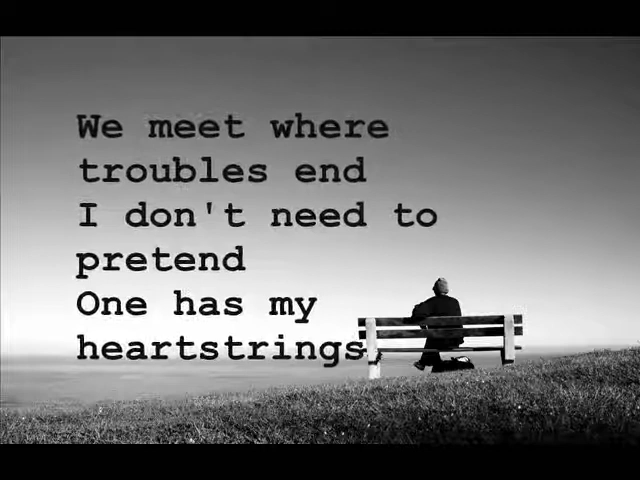 We meet where
troubles end
I don't need to
pretend
One has my
heartstrings